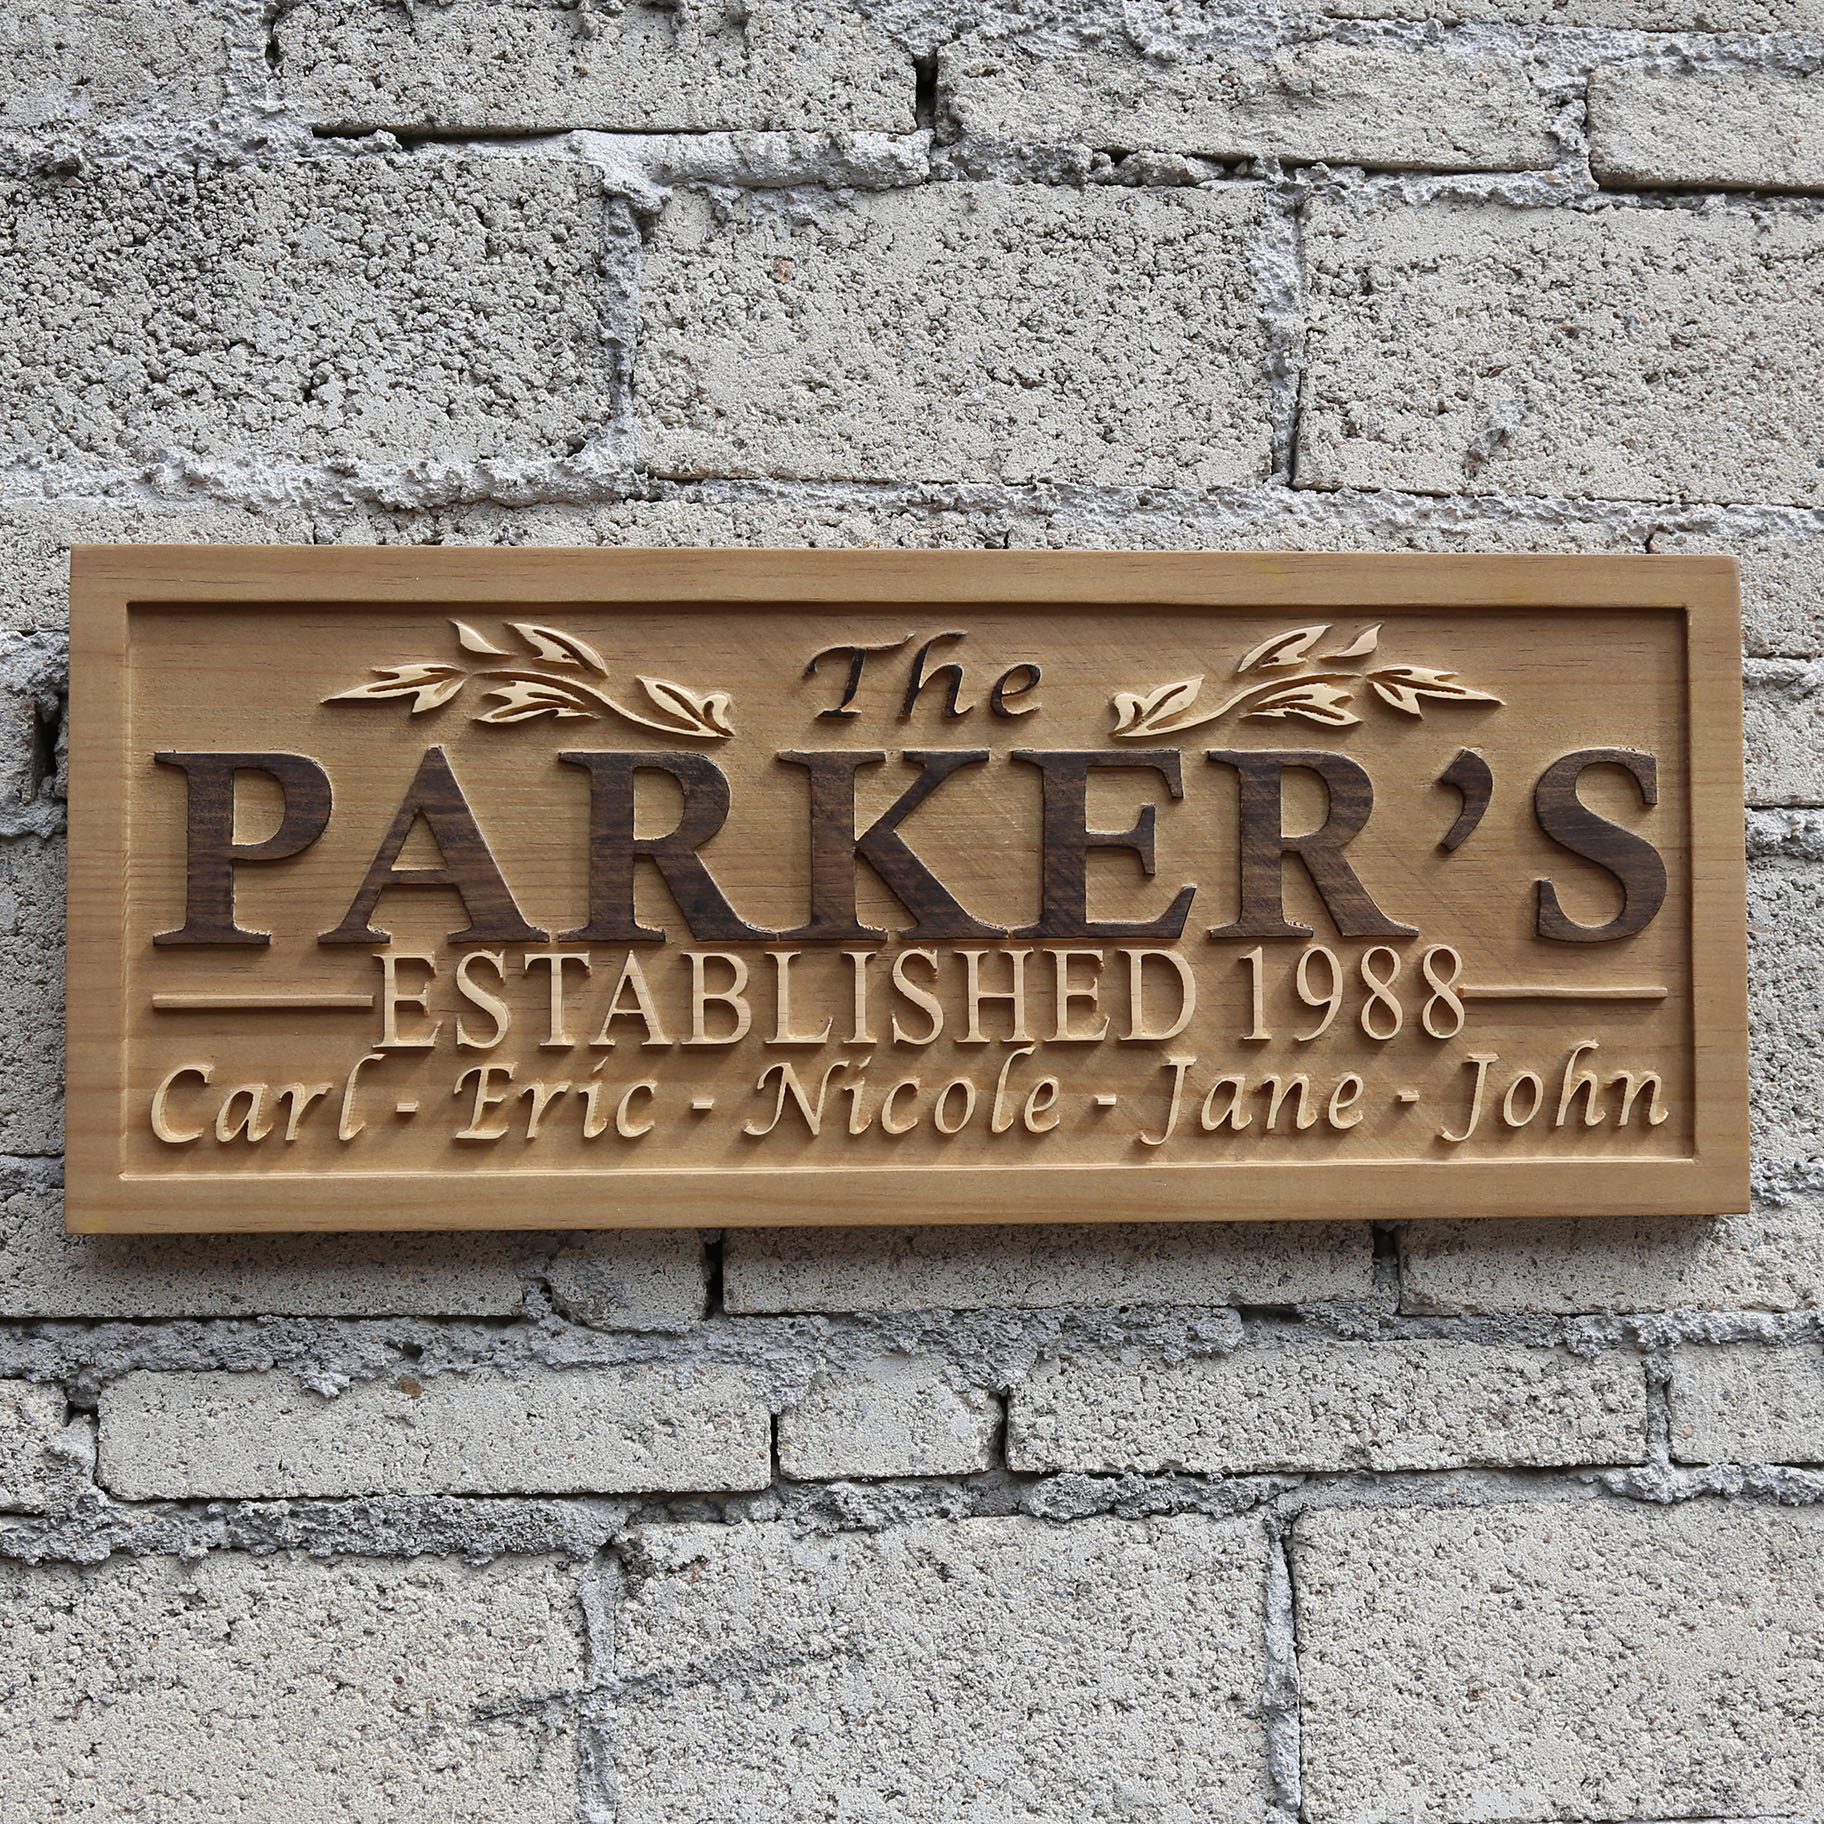 The
PARKER'S
ESTABLISHED 1988
Carl - Eric - Nicole - Jane - John